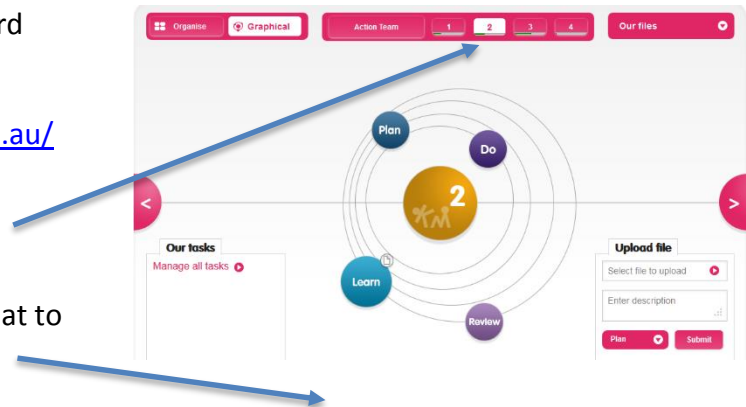 rd
Organise Graphical Action Team 1 2 3 4 Our files
.au/
Plan
Do
2
< >
Our tasks
Manage all tasks
Upload file
Select file to upload
Learn
Enter description
at to
Review
Plan Submit